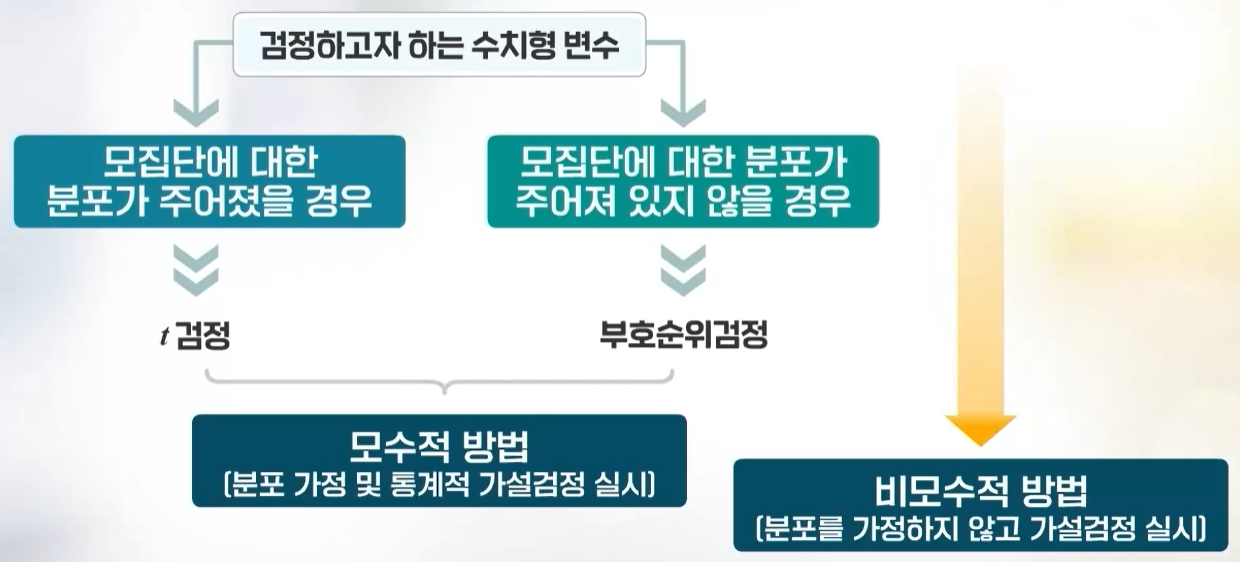 검정하고자 하는 수치형 변수
모집단에 대한
분포가 주어졌을 경우
모집단에 대한 분포가
주어져 있지 않을 경우
t 검정
부호순위검정
모수적 방법
(분포 가정 및 통계적 가설검정 실시)
비모수적 방법
(분포를 가정하지 않고 가설검정 실시)